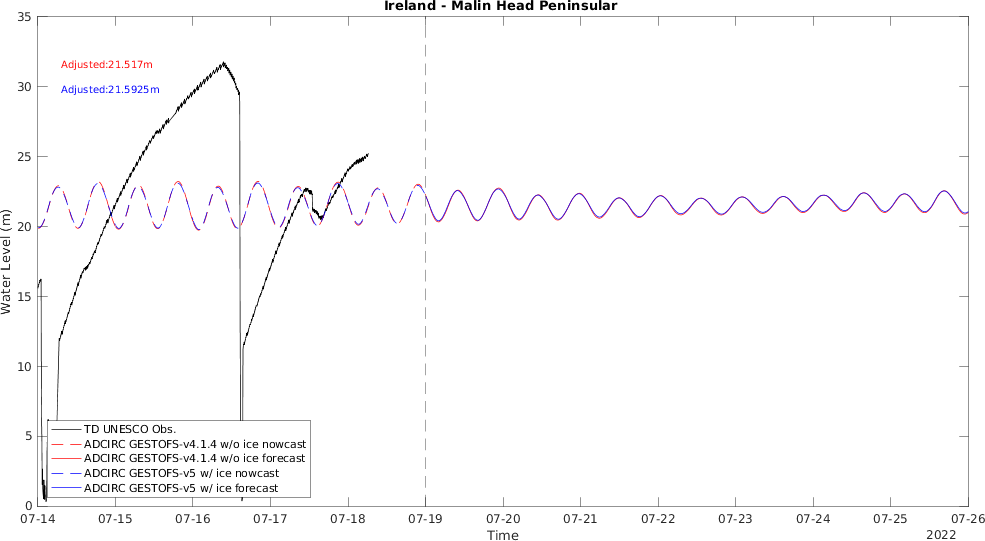 Ireland - Malin Head Peninsular
Adjusted:21.517m
Adjusted:21.5925m
Water Level (m)
35
30
25
20
15
10
5
0
TD UNESCO Obs.
ADCIRC GESTOFS-v4.1.4 w/o ice nowcast
ADCIRC GESTOFS-v4.1.4 w/o ice forecast
ADCIRC GESTOFS-v5 w/ ice nowcast
ADCIRC GESTOFS-v5 w/ ice forecast
07-14 07-15 07-16 07-17 07-18 07-19 07-20 07-21 07-22 07-23 07-24 07-25 07-26
Time
2022